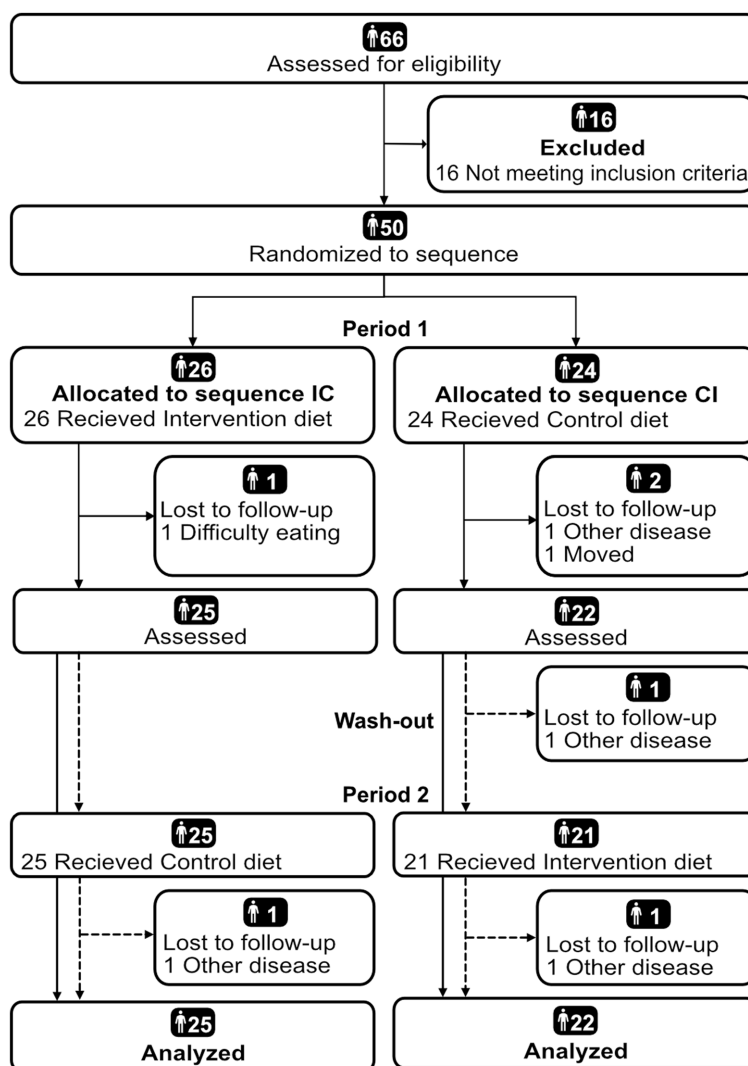 66
Assessed for eligibility
16
Excluded
16 Not meeting inclusion criteria
50
Randomized to sequence
Period 1
26
Allocated to sequence IC
26 Recieved Intervention diet
24
Allocated to sequence CI
24 Recieved Control diet
1
Lost to follow-up
1 Difficulty eating
2
Lost to follow-up
1 Other disease
1 Moved
25
Assessed
22
Assessed
1
Lost to follow-up
1 Other disease
Wash-out
Period 2
25
25 Recieved Control diet
21
21 Recieved Intervention diet
1
Lost to follow-up
1 Other disease
1
Lost to follow-up
1 Other disease
25
Analyzed
22
Analyzed